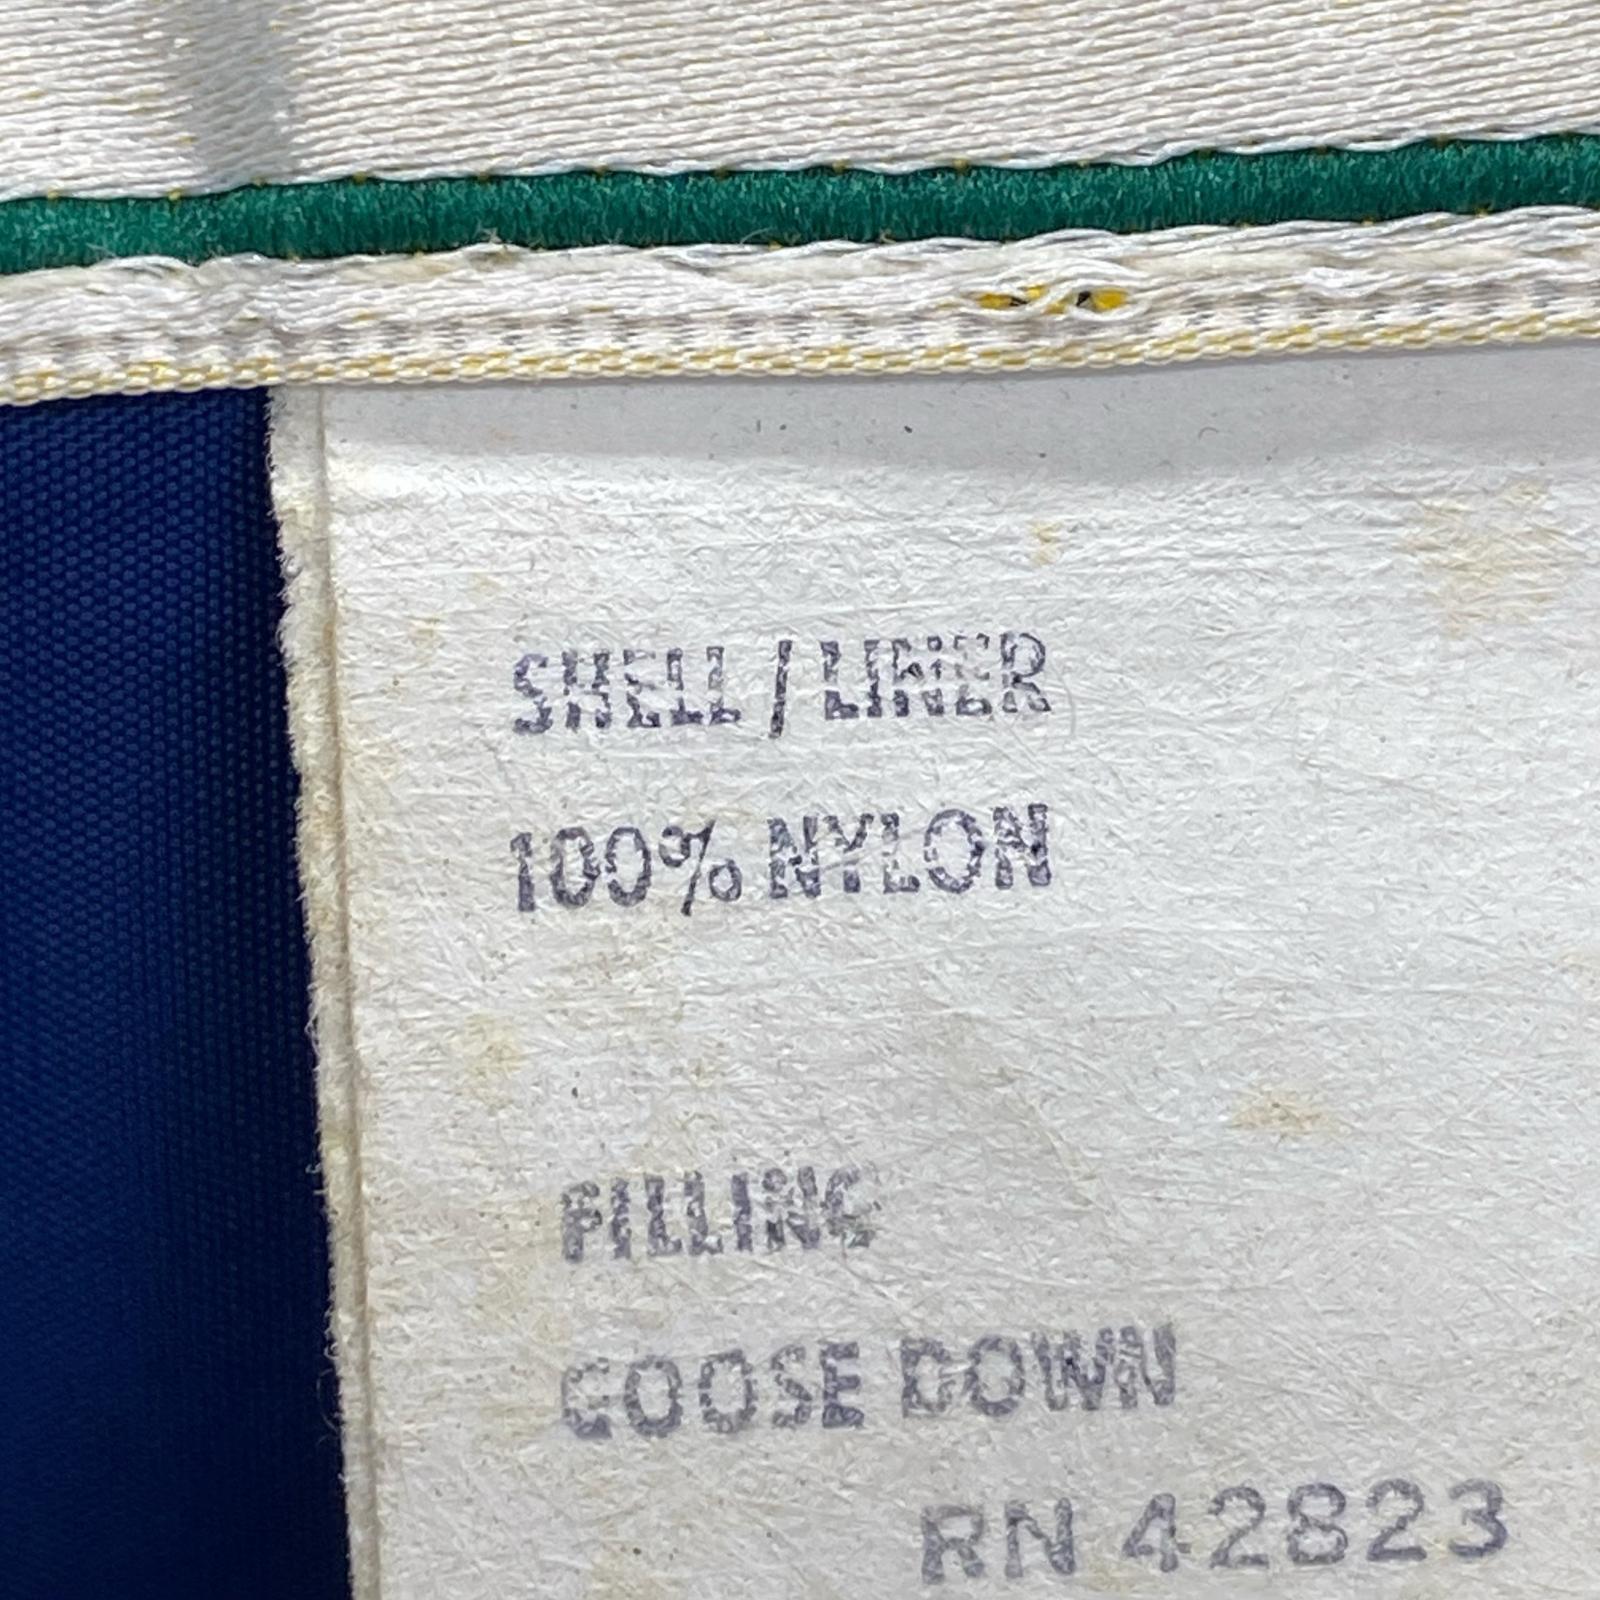 SHELL / LINER
100% NYLON
FILLING
GOOSE DOWN
RN 42823